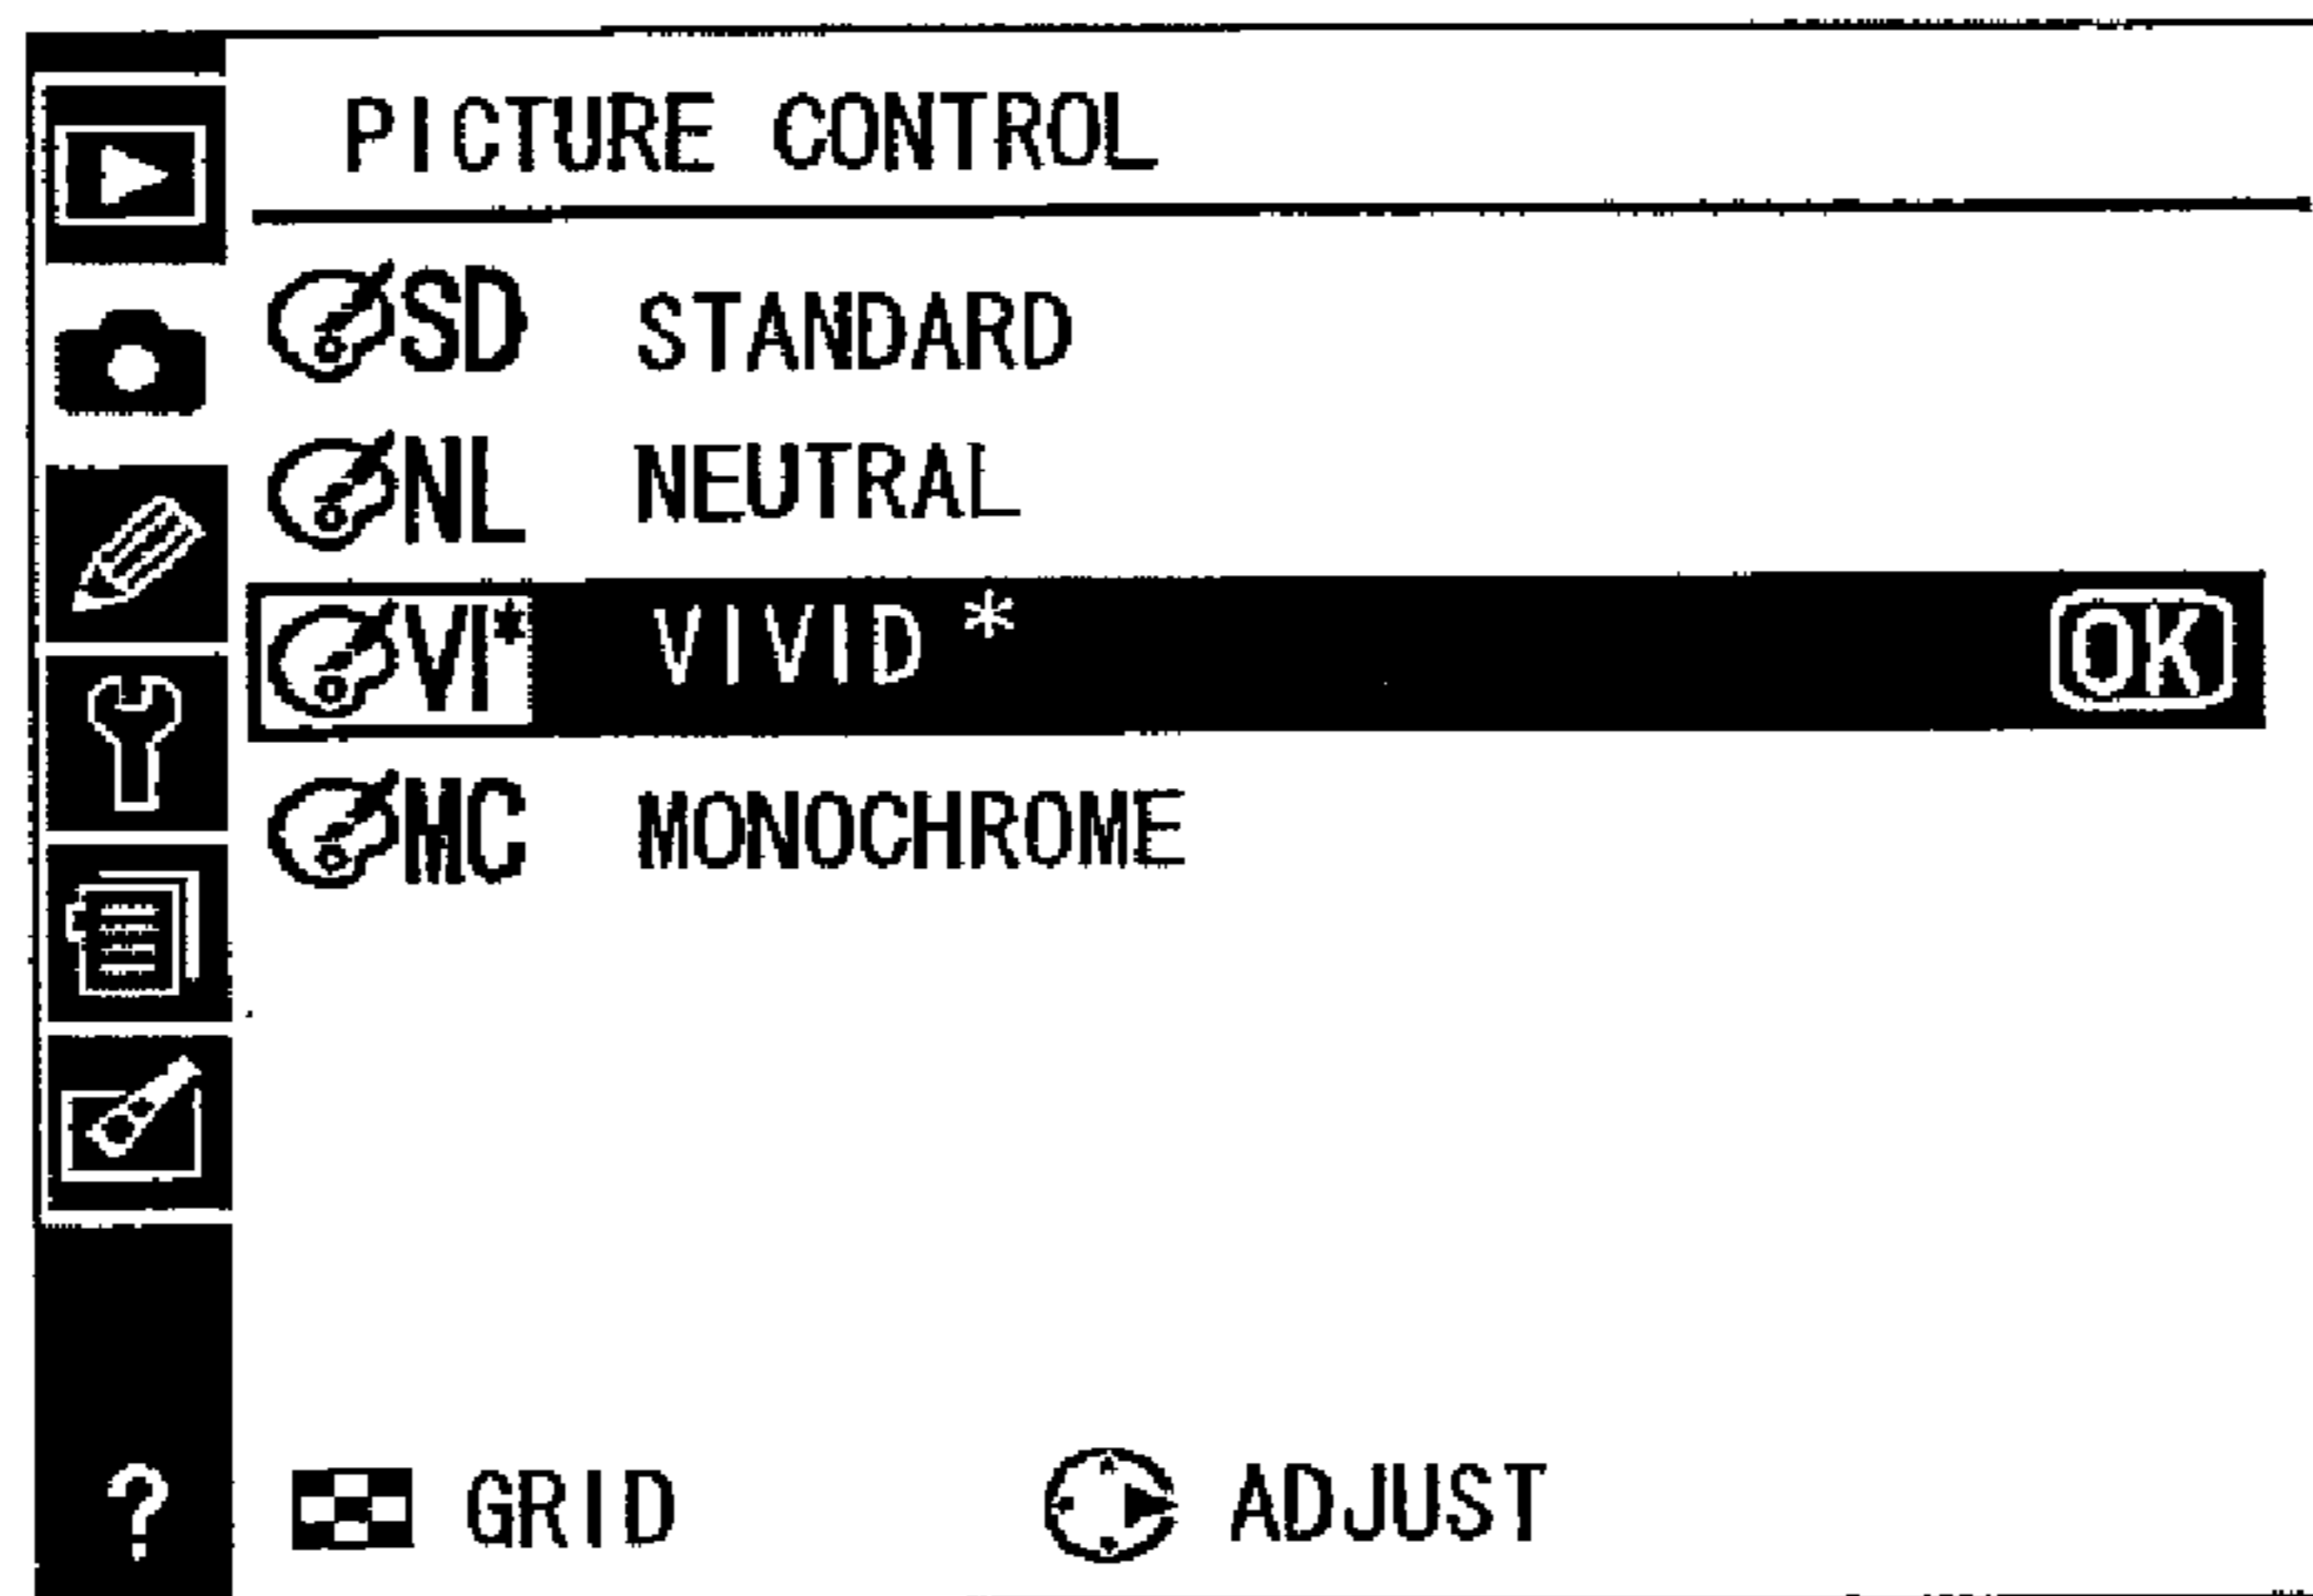 PICTURE CONTROL
SD STANDARD
NL NEUTRAL
VI* VIVID* OK
MC MONOCHROME
? GRID ADJUST